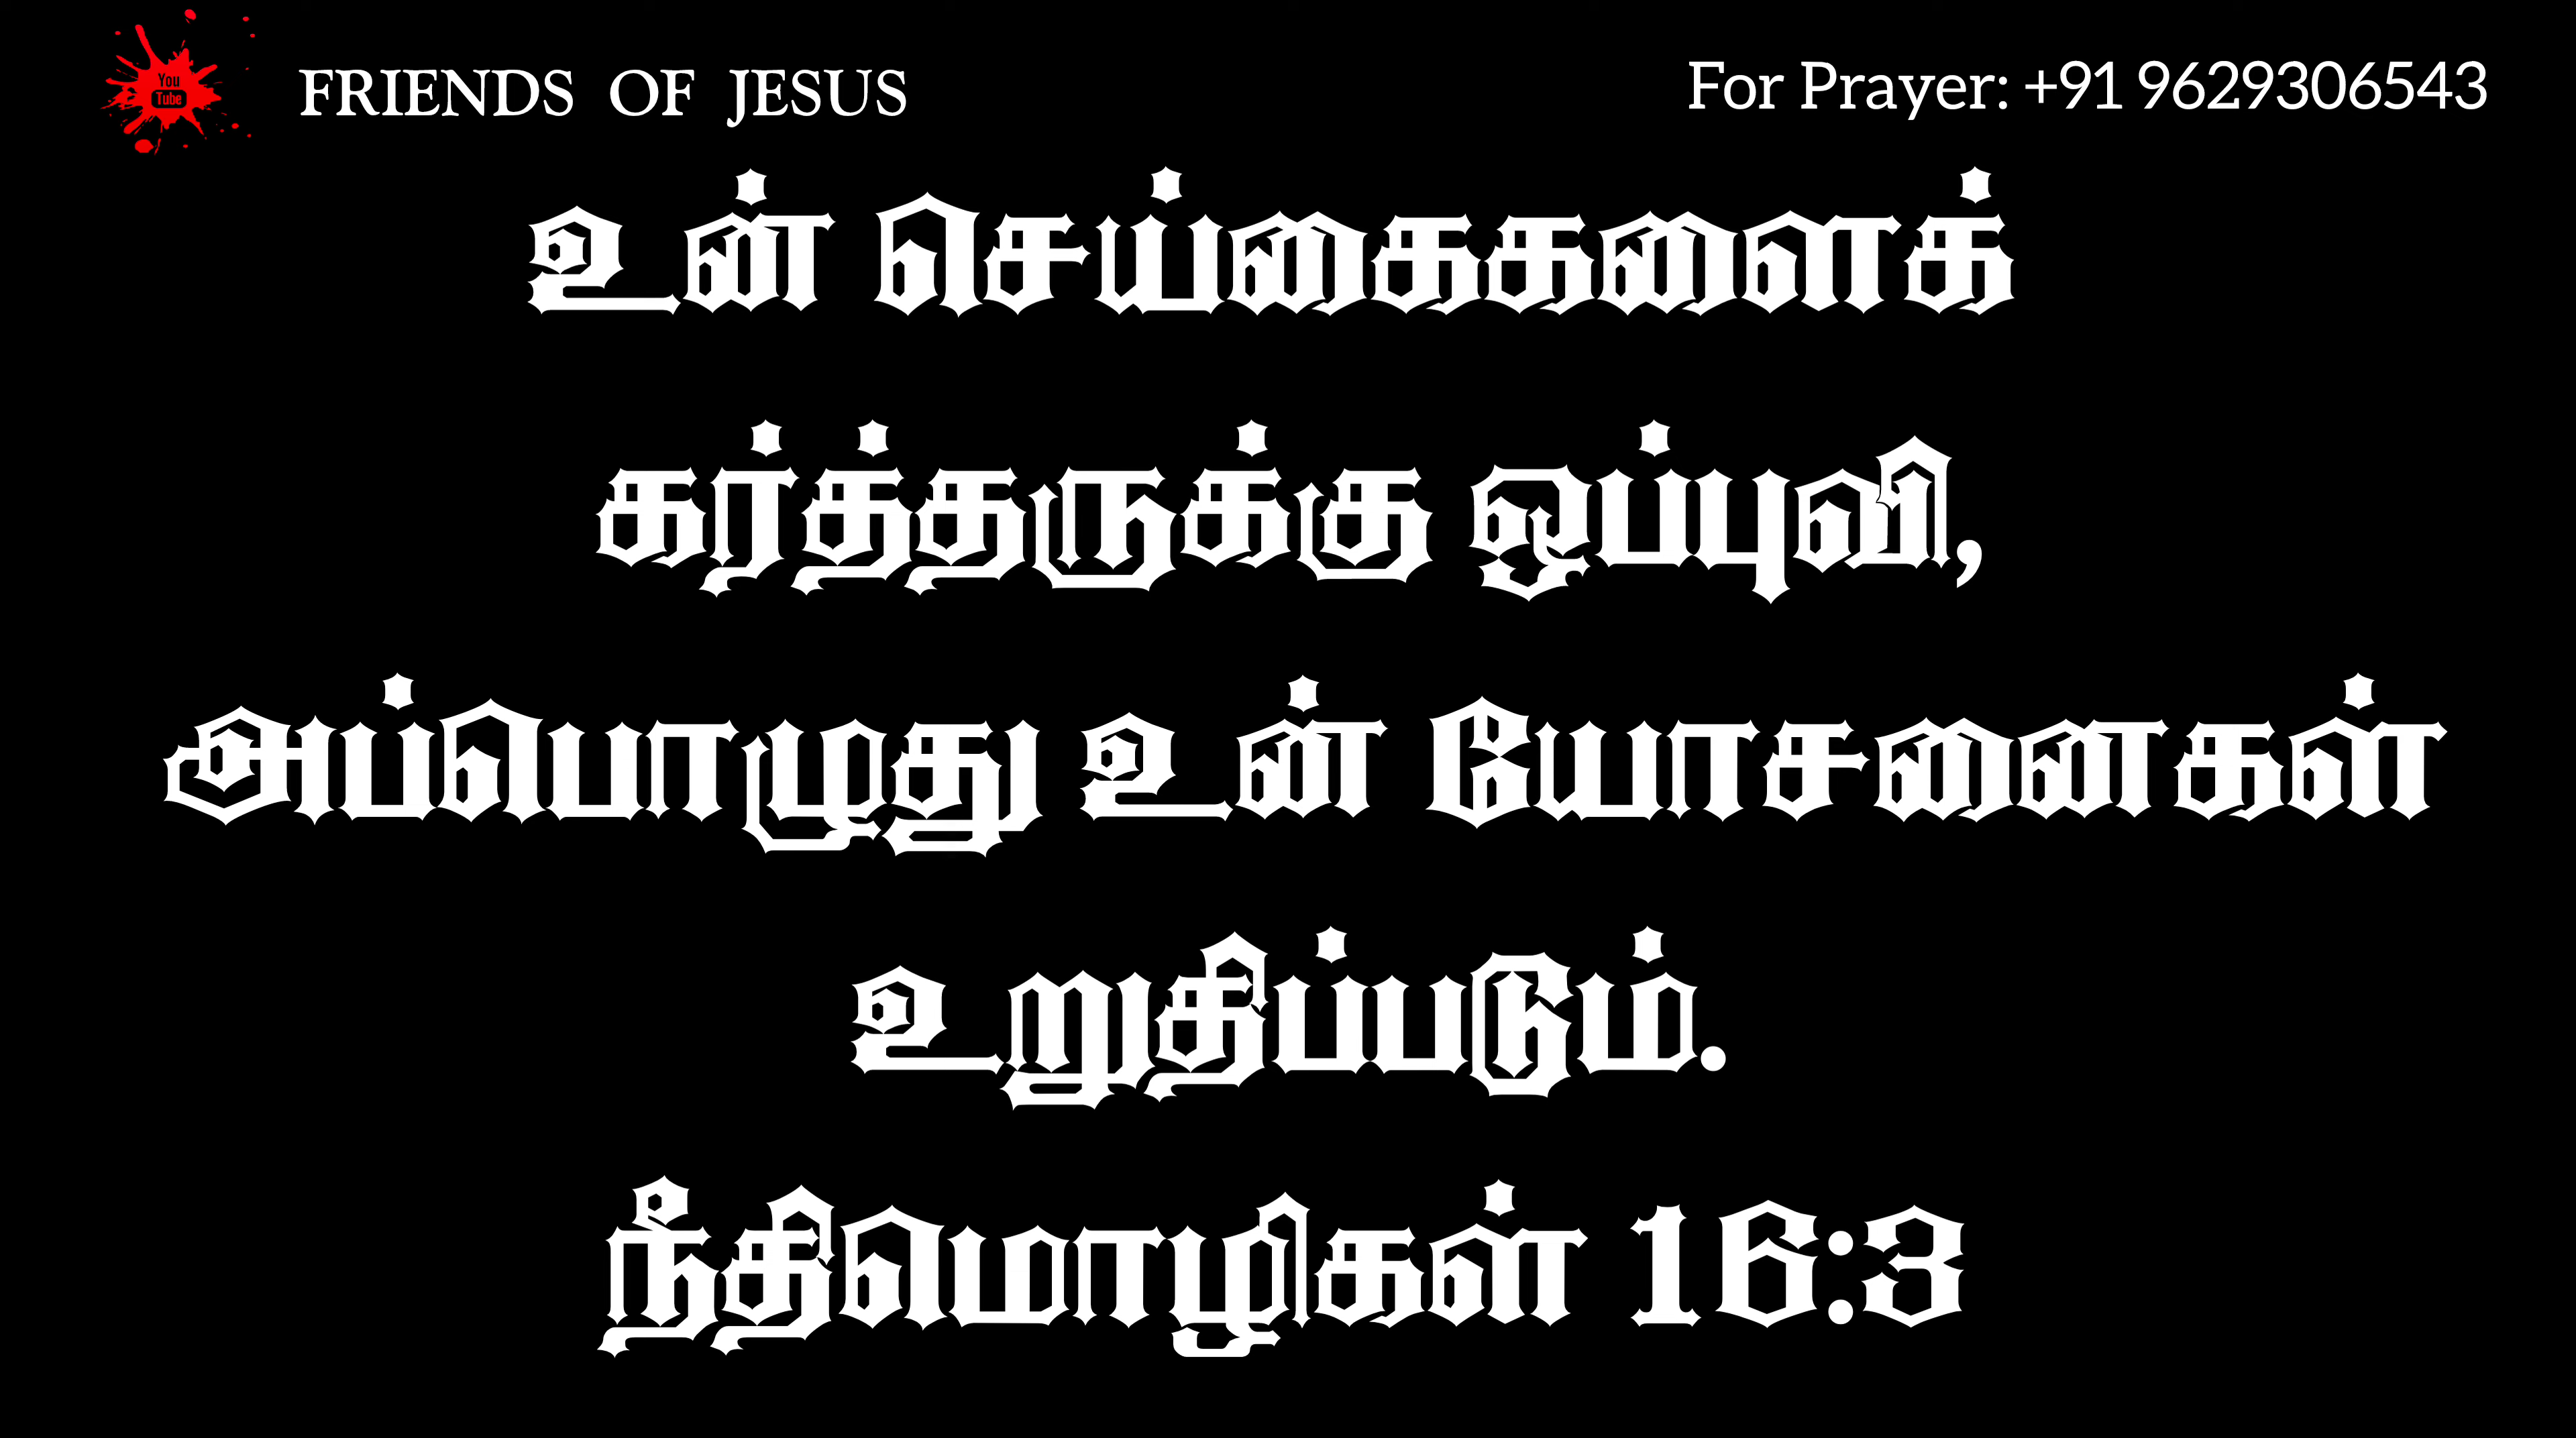 You
Tube
FRIENDS OF JESUS
For Prayer: +91 9629306543
உன் செய்கைகளைக்
கர்த்தருக்கு ஒப்புவி,
அப்பொழுது உன் யோசனைகள்
உறுதிப்படும்.
நீதிமொழிகள் 16:3